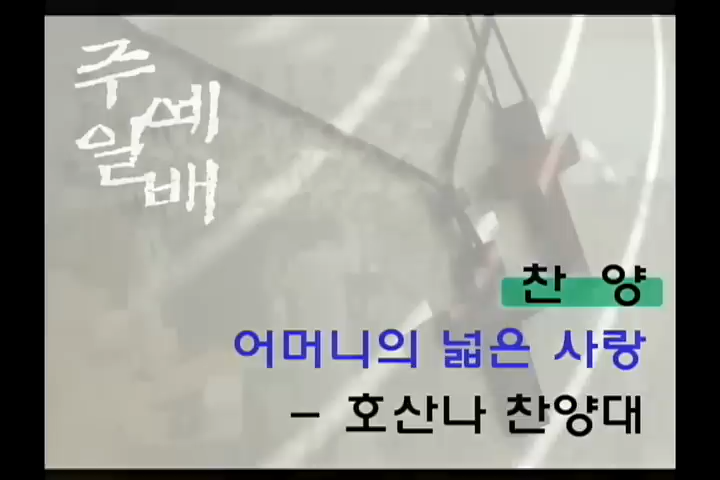 주일
예배
찬 양
어머니의 넓은 사랑
- 호산나 찬양대